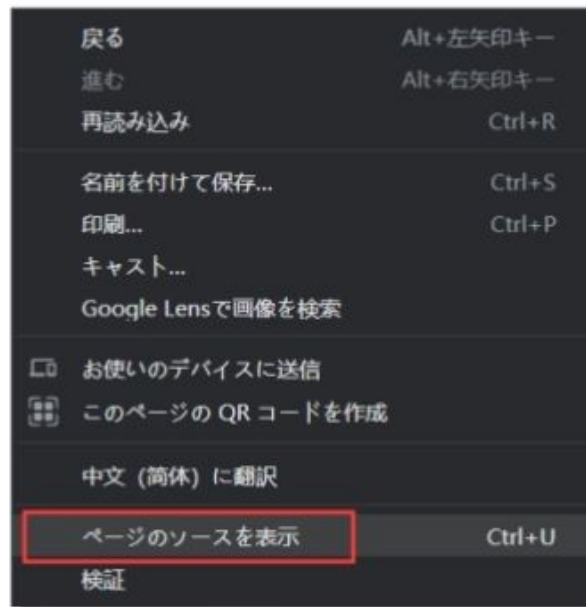 戻る Alt+左矢印キー
進む Alt+右矢印キー
再読み込み Ctrl+R
名前を付けて保存... Ctrl+S
印刷... Ctrl+P
キャスト...
Google Lensで画像を検索
お使いのデバイスに送信
このページの QR コードを作成
中文 (简体) に翻訳
ページのソースを表示 Ctrl+U
検証